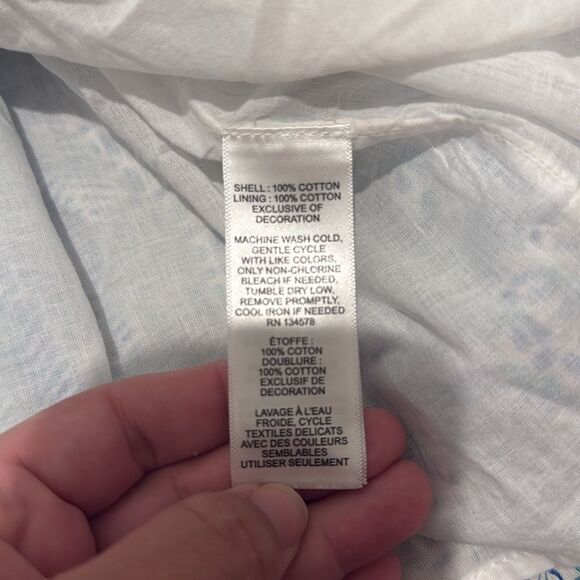 SHELL : 100% COTTON
LINING : 100% COTTON
EXCLUSIVE OF
DECORATION
MACHINE WASH COLD,
GENTLE CYCLE
WITH LIKE COLORS,
ONLY NON-CHLORINE
BLEACH IF NEEDED,
TUMBLE DRY LOW,
REMOVE PROMPTLY,
COOL IRON IF NEEDED
RN 134578
ÉTOFFE :
100% COTON
DOUBLURE :
100% COTTON
EXCLUSIF DE
DECORATION
LAVAGE À L'EAU
FROIDE, CYCLE
TEXTILES DELICATS
AVEC DES COULEURS
SEMBLABLES
UTILISER SEULEMENT